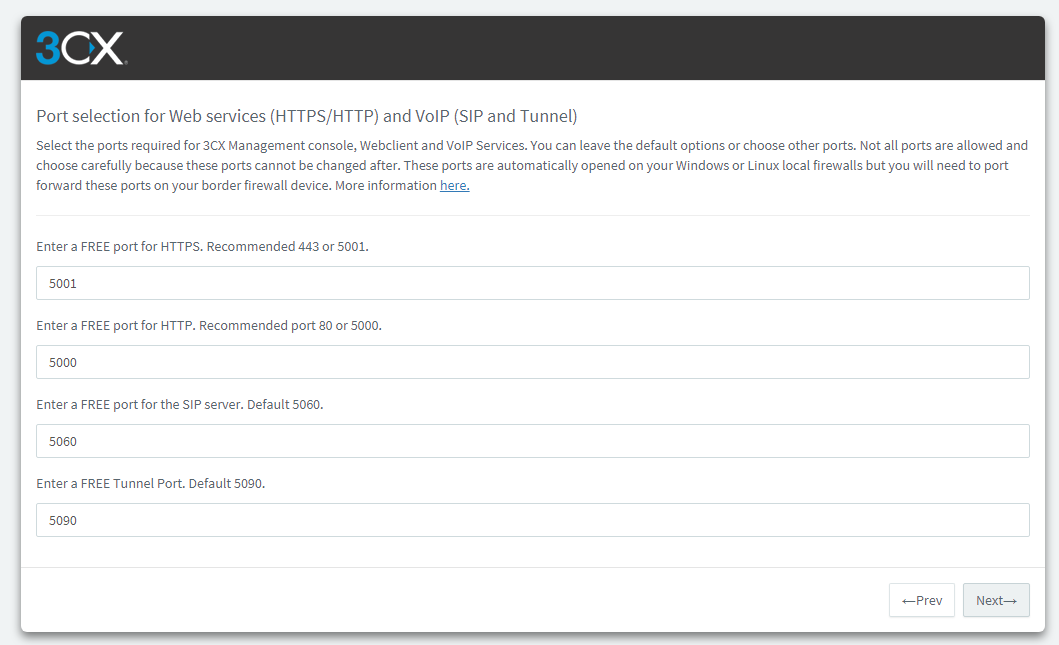 3CX
Port selection for Web services (HTTPS/HTTP) and VoIP (SIP and Tunnel)
Select the ports required for 3CX Management console, Webclient and VoIP Services. You can leave the default options or choose other ports. Not all ports are allowed and
choose carefully because these ports cannot be changed after. These ports are automatically opened on your Windows or Linux local firewalls but you will need to port
forward these ports on your border firewall device. More information here.
Enter a FREE port for HTTPS. Recommended 443 or 5001.
5001
Enter a FREE port for HTTP. Recommended port 80 or 5000.
5000
Enter a FREE port for the SIP server. Default 5060.
5060
Enter a FREE Tunnel Port. Default 5090.
5090
←Prev Next→